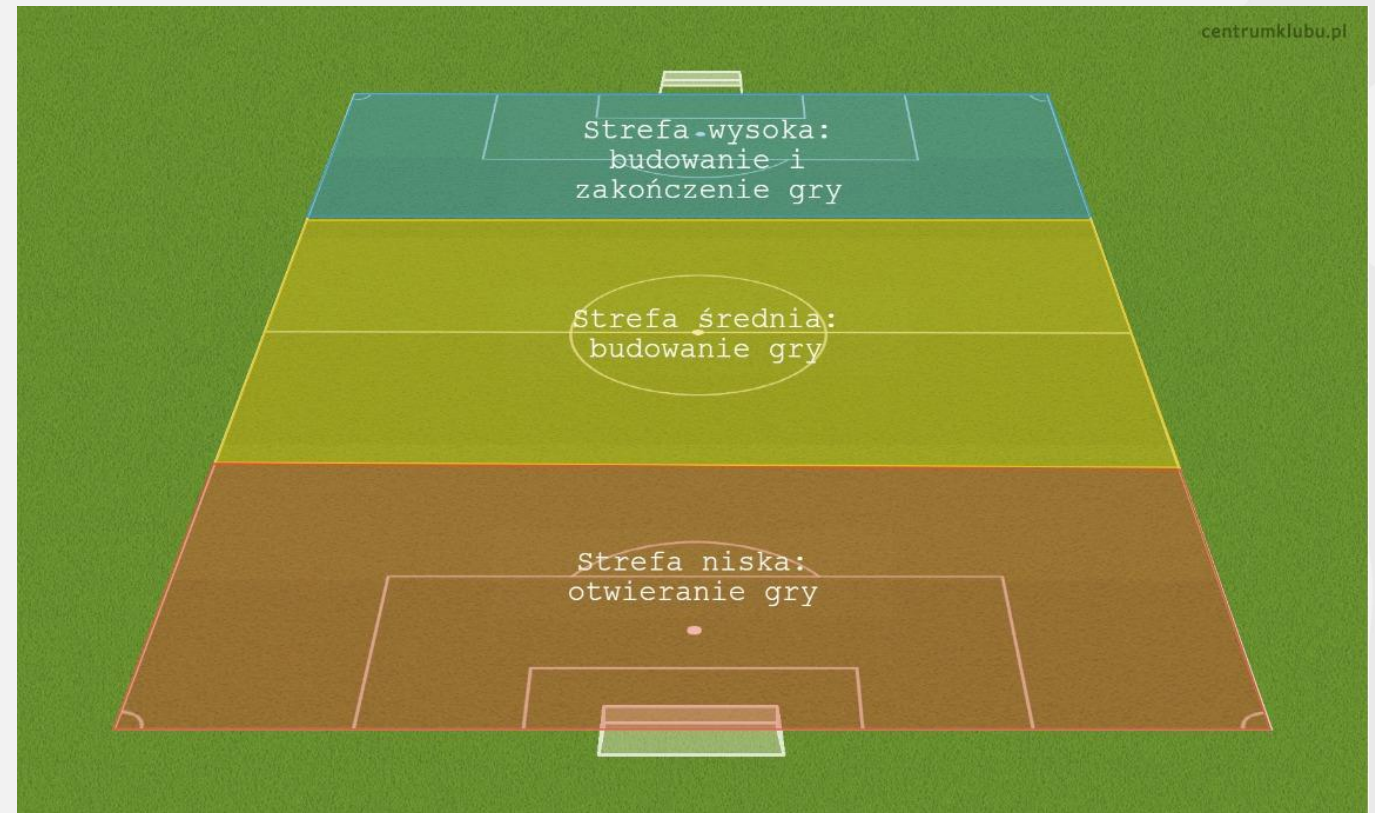 centrumklubu.pl
Strefa wysoka:
budowanie i
zakończenie gry
Strefa średnia:
budowanie gry
Strefa niska:
otwieranie gry